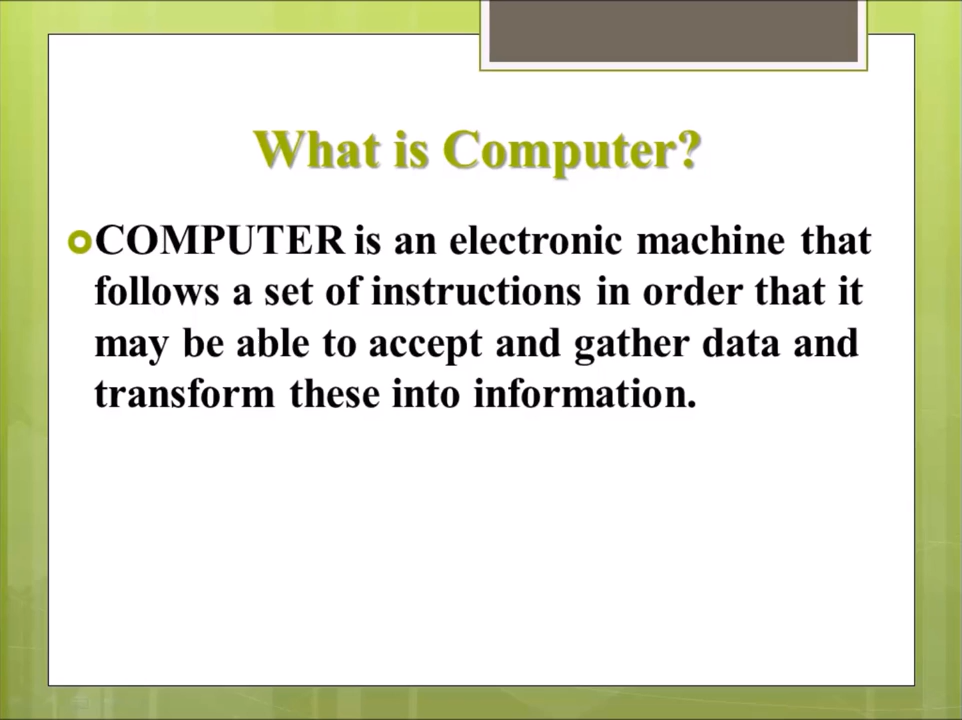 What is Computer?
COMPUTER is an electronic machine that
follows a set of instructions in order that it
may be able to accept and gather data and
transform these into information.